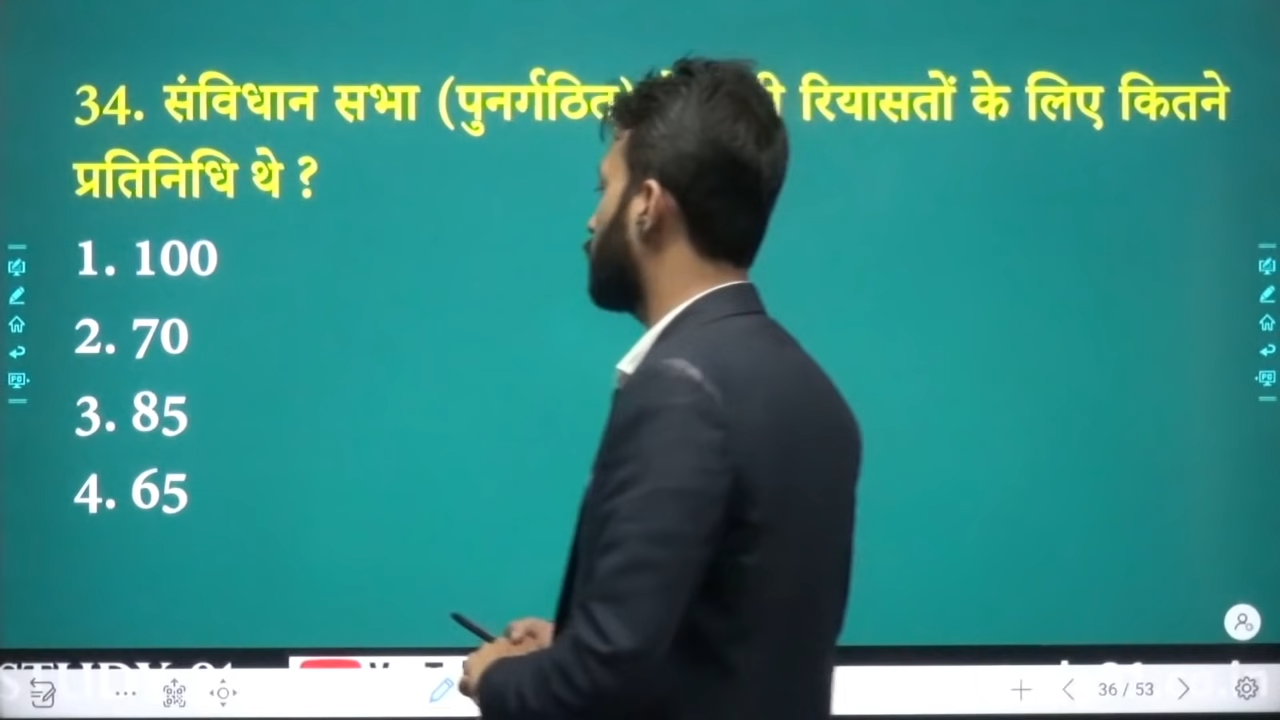 34. संविधान सभा (पुनर्गठित) रियासतों के लिए कितने
प्रतिनिधि थे ?
1. 100
2. 70
3. 85
4. 65
36 / 53